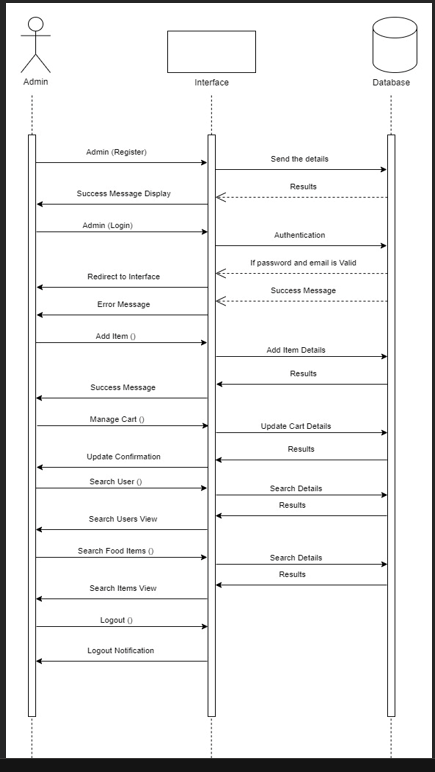 Admin
Interface
Database
Admin (Register)
Send the details
Results
Success Message Display
Admin (Login)
Authentication
If password and email is Valid
Redirect to Interface
Success Message
Error Message
Add Item ()
Add Item Details
Results
Success Message
Manage Cart ()
Update Cart Details
Results
Update Confirmation
Search User ()
Search Details
Results
Search Users View
Search Food Items ()
Search Details
Results
Search Items View
Logout ()
Logout Notification